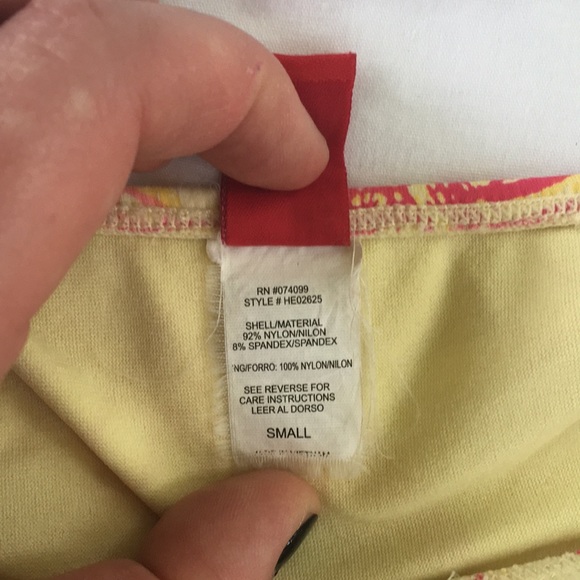 RN #074099
STYLE # HE02625
SHELL/MATERIAL
92% NYLON/NILON
8% SPANDEX/SPANDEX
NG/FORRO: 100% NYLON/NILON
SEE REVERSE FOR
CARE INSTRUCTIONS
LEER AL DORSO
SMALL